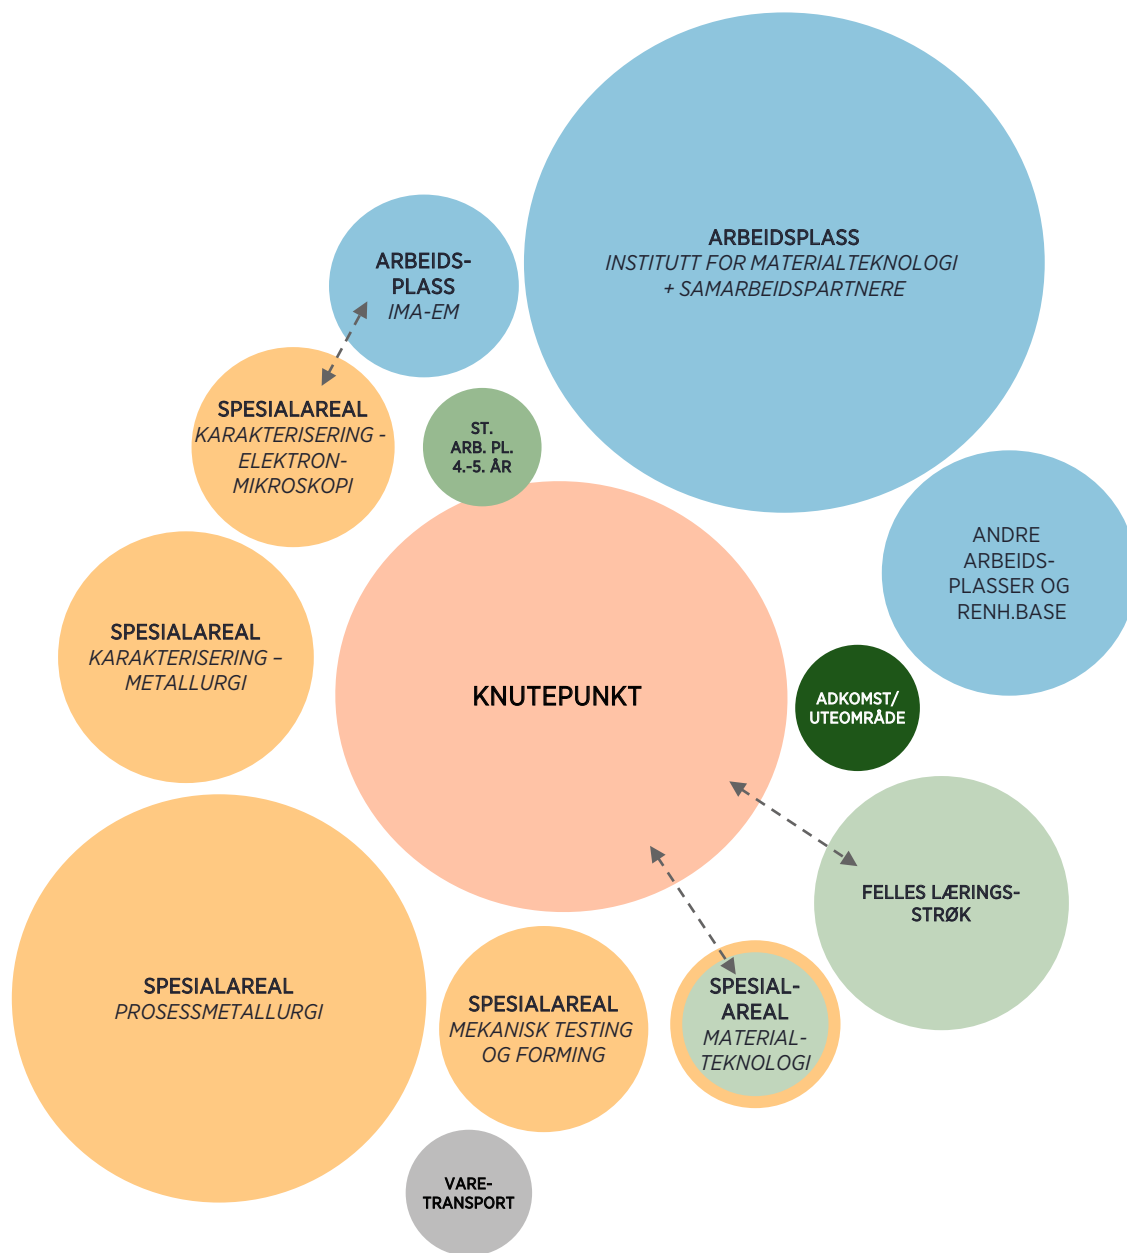 ARBEIDSPLASS
INSTITUTT FOR MATERIALTEKNOLOGI
+ SAMARBEIDSPARTNERE
ARBEIDS-
PLASS
IMA-EM
SPESIALAREAL
KARAKTERISERING -
ELEKTRON-
MIKROSKOPI
ST.
ARB. PL.
4.-5. ÅR
ANDRE
ARBEIDS-
PLASSER OG
RENH.BASE
SPESIALAREAL
KARAKTERISERING –
METALLURGI
KNUTEPUNKT
ADKOMST/
UTEOMRÅDE
FELLES LÆRINGS-
STRØK
SPESIALAREAL
PROSESSMETALLURGI
SPESIALAREAL
MEKANISK TESTING
OG FORMING
SPESIAL-
AREAL
MATERIAL-
TEKNOLOGI
VARE-
TRANSPORT